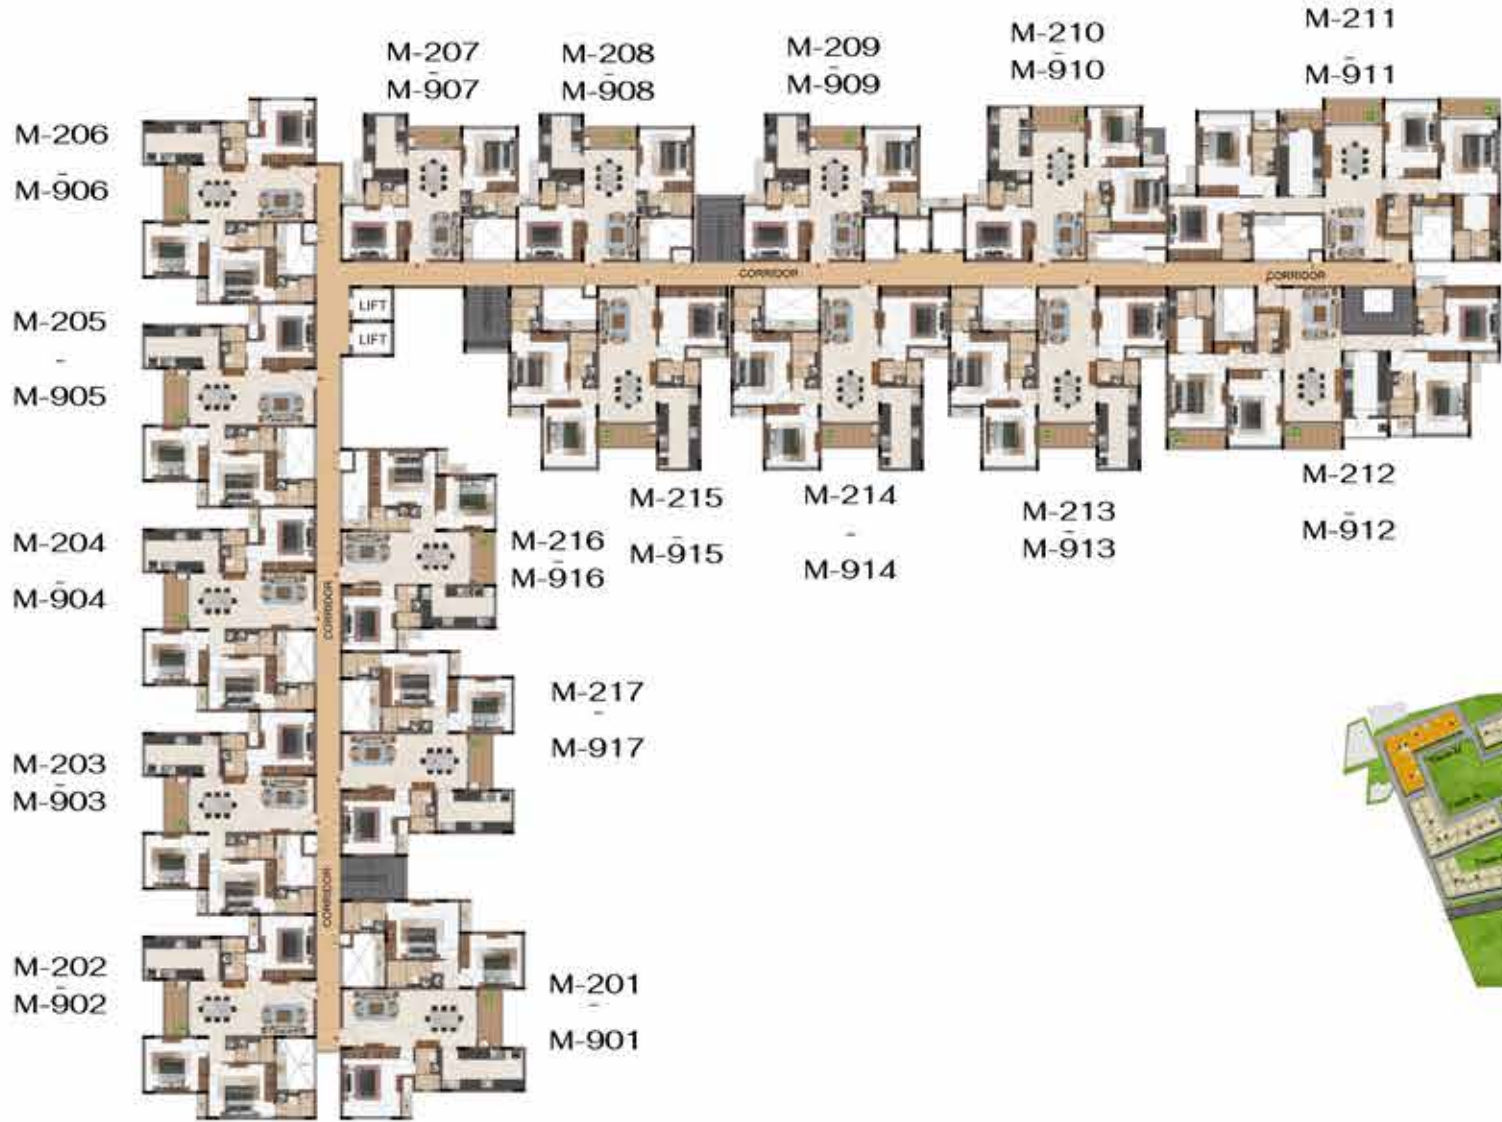 M-211
-
M-911
M-210
-
M-910
M-209
-
M-909
M-208
-
M-908
M-207
-
M-907
M-206
-
M-906
CORRIDOR
CORRIDOR
LIFT
LIFT
M-205
-
M-905
M-212
-
M-912
M-213
-
M-913
M-214
-
M-914
M-215
-
M-915
M-216
-
M-916
M-204
-
M-904
CORRIDOR
M-217
-
M-917
M-203
-
M-903
CORRIDOR
M-202
-
M-902
M-201
-
M-901